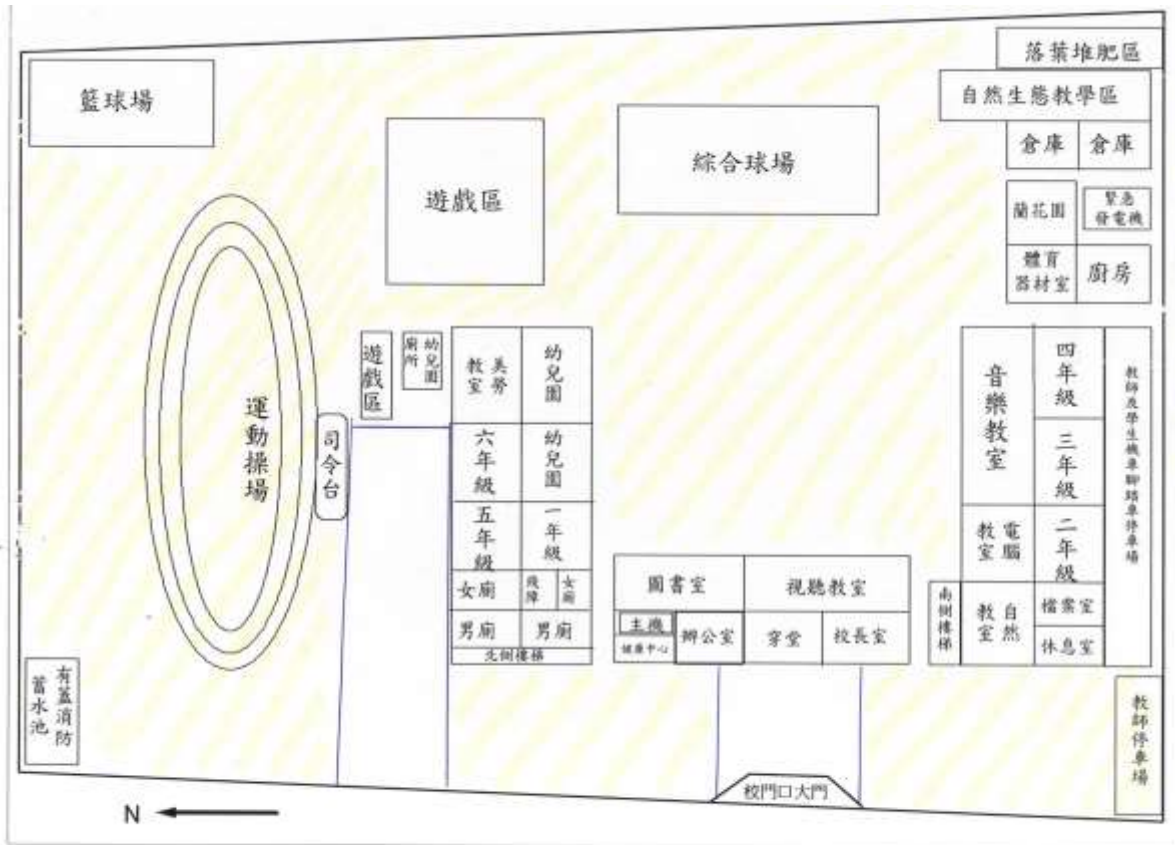 落葉堆肥區
籃球場
自然生態教學區
綜合球場
倉庫
倉庫
遊戲區
蘭花園
緊急
發電機
體育
器材室
廚房
遊戲區
幼兒園
廁所
美勞
教室
幼兒園
音樂教室
四年級
教師及學生機車腳踏車停車場
運動操場
司令台
六年級
幼兒園
三年級
五年級
一年級
電腦
教室
二年級
圖書室
視聽教室
女廁
殘障
女廁
南側樓梯
自然
教室
檔案室
主機
健康中心
辦公室
穿堂
校長室
男廁
男廁
休息室
北側樓梯
有蓋消防
蓄水池
教師停車場
校門口大門
N